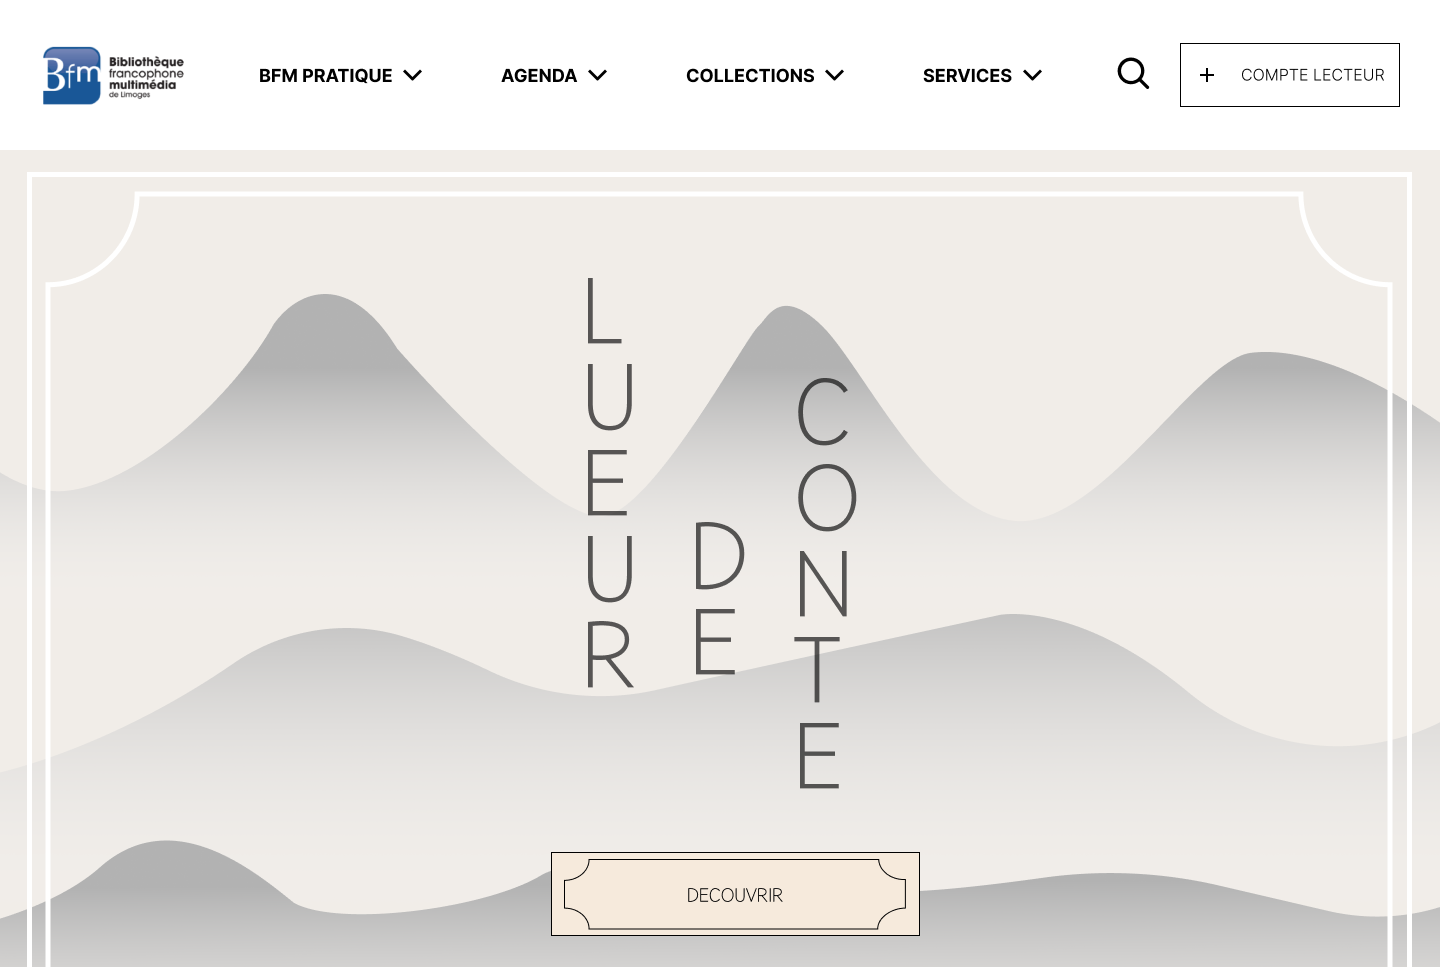 Bfm
Bibliothèque
francophone
multimédia
de Limoges
BFM PRATIQUE
AGENDA
COLLECTIONS
SERVICES
+ COMPTE LECTEUR
LUEUR
DE
CONTE
DECOUVRIR